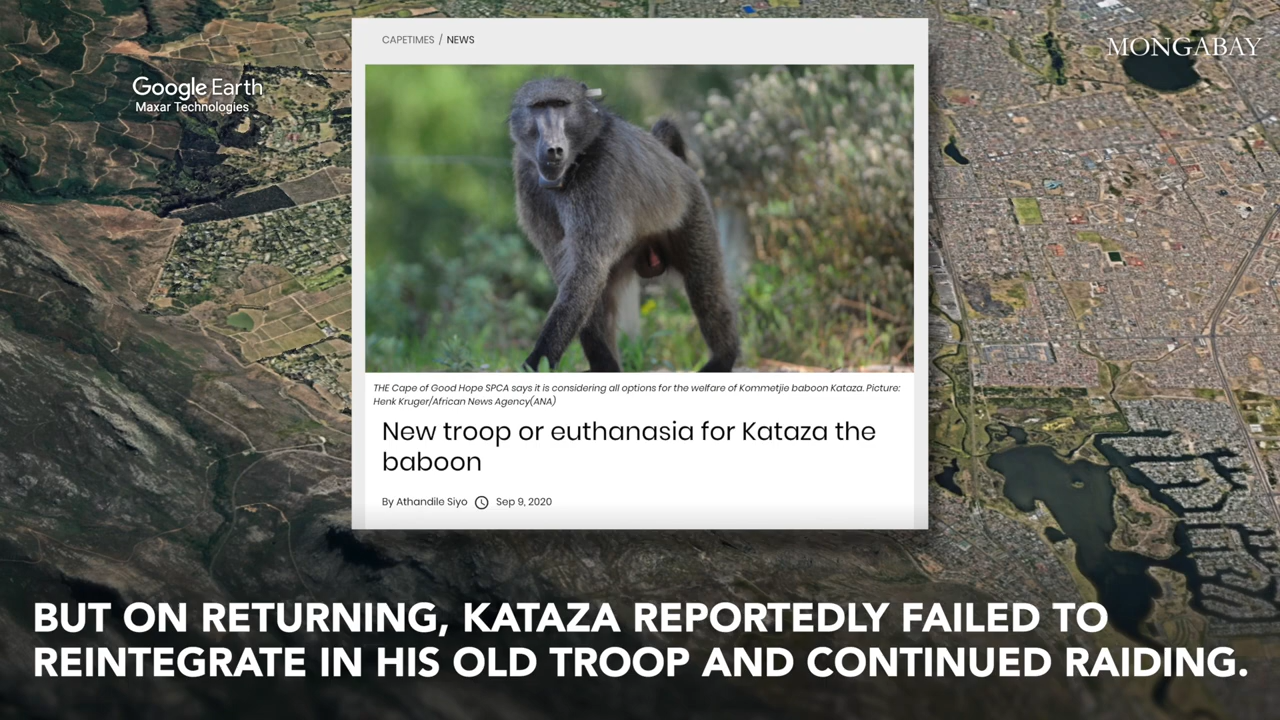 CAPETIMES / NEWS
MONGABAY
Google Earth
Maxar Technologies
THE Cape of Good Hope SPCA says it is considering all options for the welfare of Kommetjie baboon Kataza. Picture:
Henk Kruger/African News Agency(ANA)
New troop or euthanasia for Kataza the
baboon
By Athandile Siyo Sep 9, 2020
BUT ON RETURNING, KATAZA REPORTEDLY FAILED TO
REINTEGRATE IN HIS OLD TROOP AND CONTINUED RAIDING.